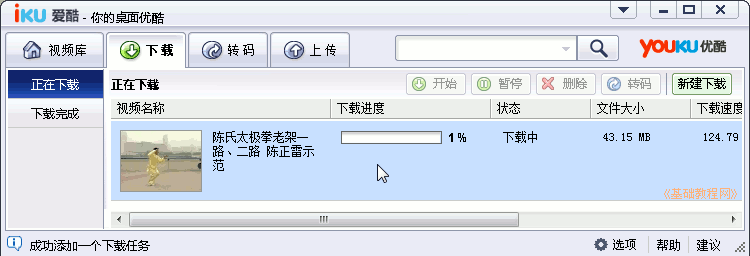 iKU 爱酷 - 你的桌面优酷
视频库 下载 转码 上传 YOUKU优酷
正在下载 正在下载 开始 暂停 删除 转码 新建下载
下载完成 视频名称 下载进度 状态 文件大小 下载速度
陈氏太极拳老架一 1% 下载中 43.15 MB 124.79
路、二路 陈正雷示
范
《基础教程网》
成功添加一个下载任务 选项 帮助 建议